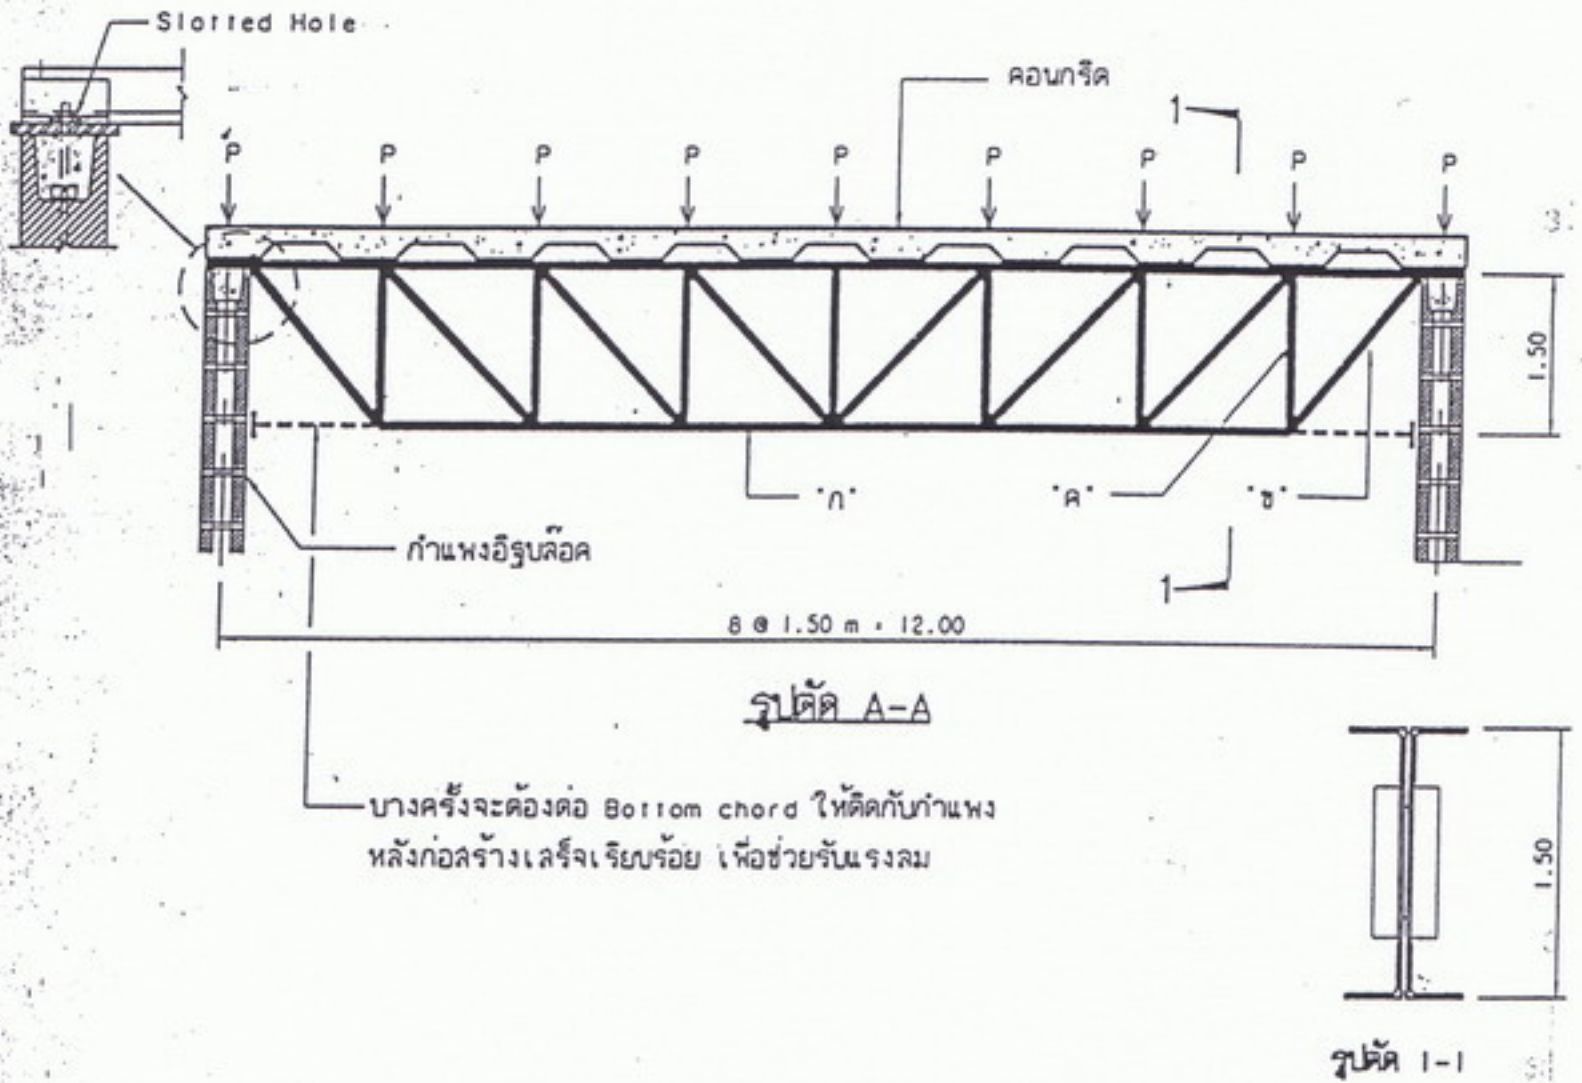 Slotted Hole
คอนกรีต
1
P P P P P P P P P
1.50
"ก" "ค" "ข"
กำแพงอิฐบล๊อค
1
8 @ 1.50 m = 12.00
รูปตัด A-A
บางครั้งจะต้องต่อ Bottom chord ให้ติดกับกำแพง
หลังก่อสร้างเสร็จเรียบร้อย เพื่อช่วยรับแรงลม
1.50
รูปตัด 1-1